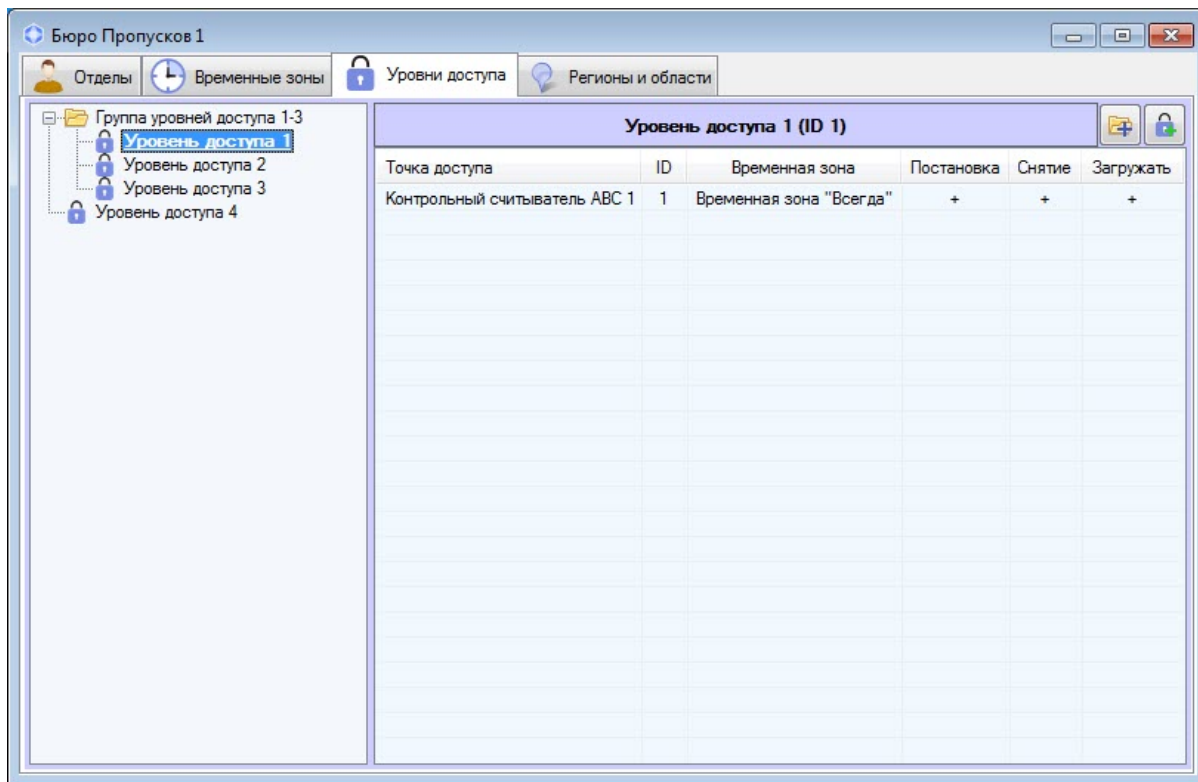 Бюро Пропусков 1
Отделы Временные зоны Уровни доступа Регионы и области
Группа уровней доступа 1-3
Уровень доступа 1
Уровень доступа 2
Уровень доступа 3
Уровень доступа 4
Уровень доступа 1 (ID 1)
Точка доступа ID Временная зона Постановка Снятие Загружать
Контрольный считыватель ABC 1 1 Временная зона "Всегда" + + +